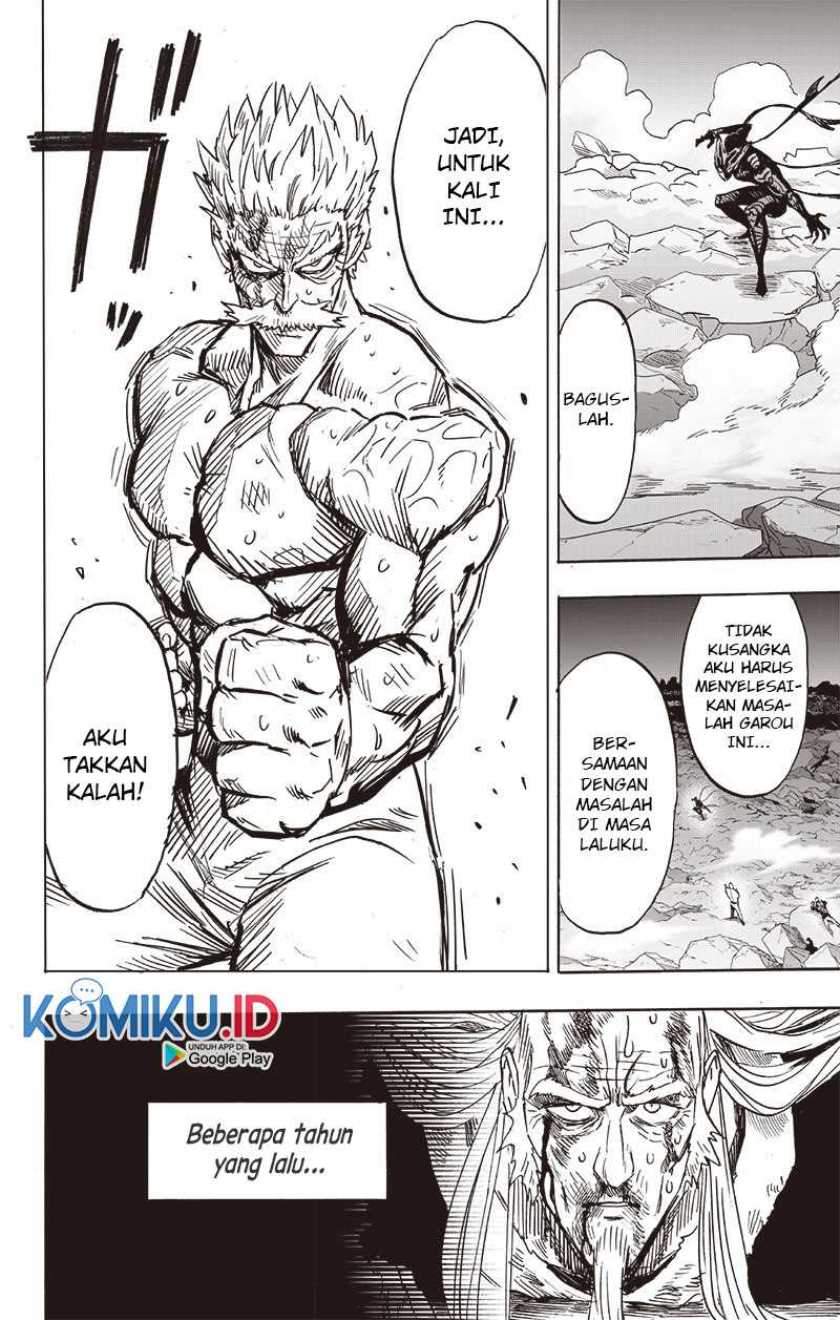 BAGUS-
LAH.
TIDAK
KUSANGKA
AKU HARUS
MENYELESAI-
KAN MASA-
LAH GAROU
INI...
BER-
SAMAAN
DENGAN
MASALAH
DI MASA
LALUKU.
JADI,
UNTUK
KALI
INI...
AKU
TAKKAN
KALAH!
KOMIKU.ID
UNDUH APP DI:
Google Play
Beberapa tahun
yang lalu...